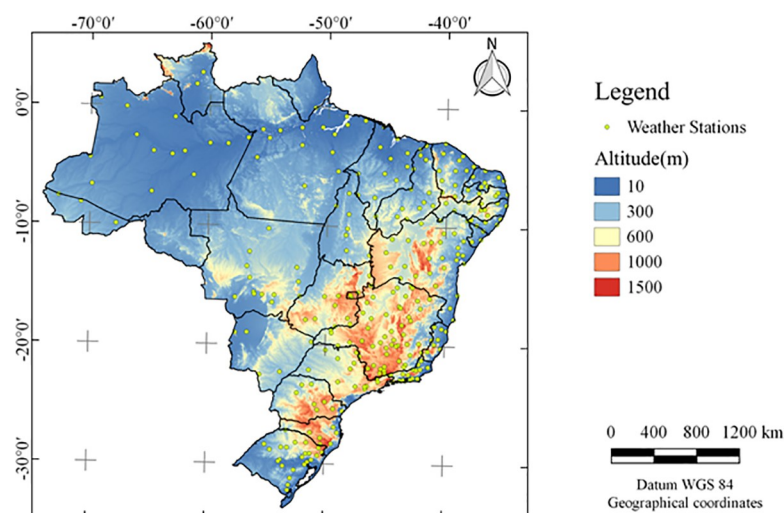 -70°0′ -60°0′ -50°0′ -40°0′
N
0°0′
-10°0′
-20°0′
-30°0′
Legend
Weather Stations
Altitude(m)
10
300
600
1000
1500
0 400 800 1200 km
Datum WGS 84
Geographical coordinates